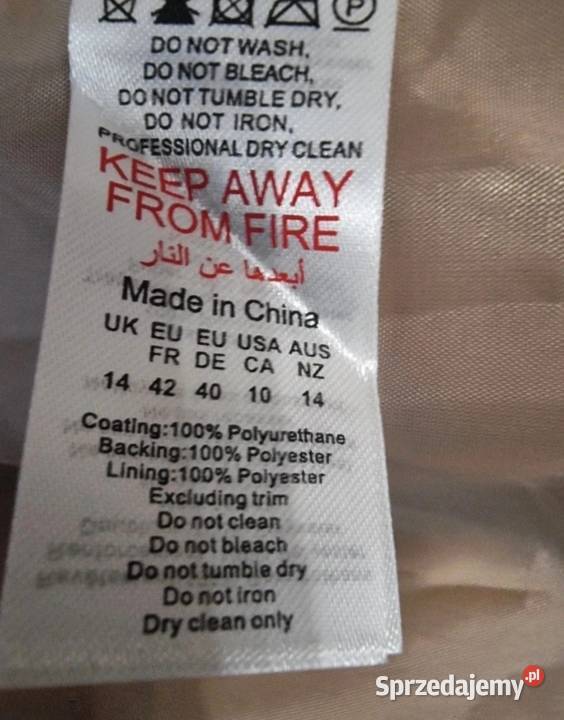 DO NOT WASH,
DO NOT BLEACH,
DO NOT TUMBLE DRY,
DO NOT IRON,
PROFESSIONAL DRY CLEAN
KEEP AWAY
FROM FIRE
أبعدها عن النار
Made in China
UK EU EU USA AUS
FR DE CA NZ
14 42 40 10 14
Coating:100% Polyurethane
Backing:100% Polyester
Lining:100% Polyester
Excluding trim
Do not clean
Do not bleach
Do not tumble dry
Do not iron
Dry clean only
P
Sprzedajemy.pl